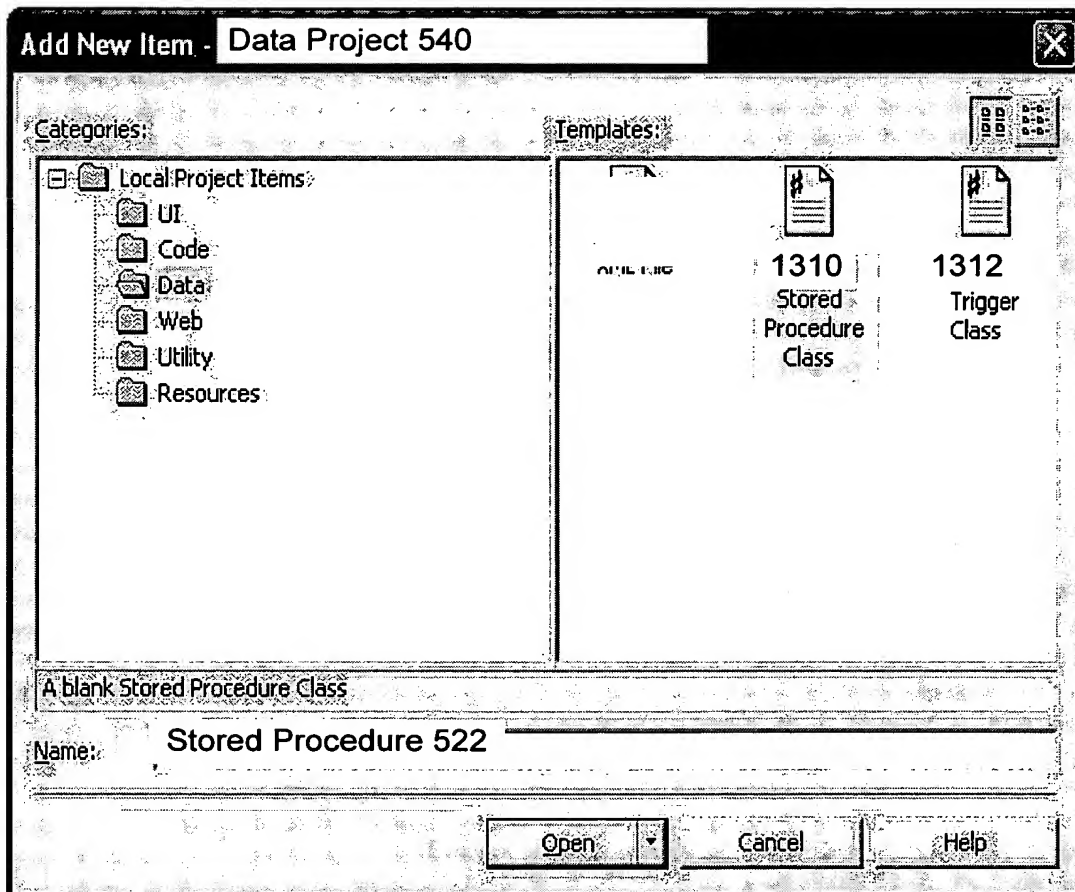 Add New Item - Data Project 540
Categories:
Templates:
Local Project Items
UI
Code
Data
Web
Utility
Resources
1310
Stored
Procedure
Class
1312
Trigger
Class
A blank Stored Procedure Class
Name: Stored Procedure 522
Open
Cancel
Help